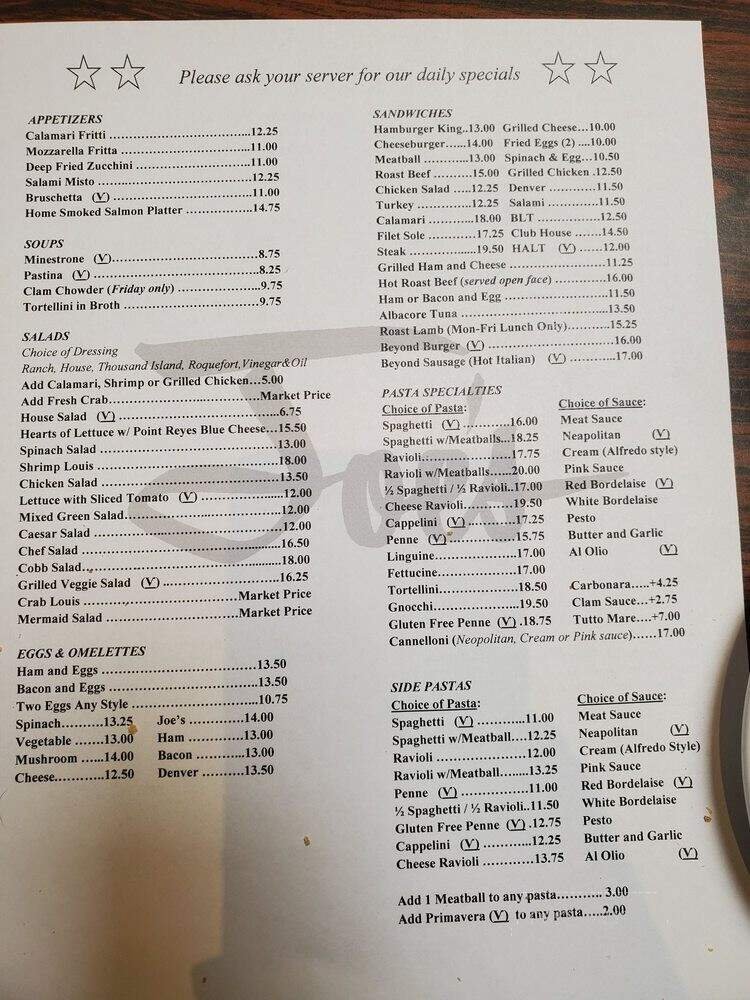 Please ask your server for our daily specials
APPETIZERS
Calamari Fritti ........................................12.25
Mozzarella Fritta ....................................11.00
Deep Fried Zucchini ................................11.00
Salami Misto ...........................................12.25
Bruschetta (V) ........................................11.00
Home Smoked Salmon Platter .................14.75
SOUPS
Minestrone (V).........................................8.75
Pastina (V) ..............................................8.25
Clam Chowder (Friday only) .....................9.75
Tortellini in Broth ....................................9.75
SALADS
Choice of Dressing
Ranch, House, Thousand Island, Roquefort, Vinegar&Oil
Add Calamari, Shrimp or Grilled Chicken...5.00
Add Fresh Crab.......................................Market Price
House Salad (V) ........................................6.75
Hearts of Lettuce w/ Point Reyes Blue Cheese...15.50
Spinach Salad ............................................13.00
Shrimp Louis .............................................18.00
Chicken Salad ............................................13.50
Lettuce with Sliced Tomato (V) .....................12.00
Mixed Green Salad......................................12.00
Caesar Salad ..............................................12.00
Chef Salad .................................................16.50
Cobb Salad.................................................18.00
Grilled Veggie Salad (V) ..............................16.25
Crab Louis ........................................Market Price
Mermaid Salad ..................................Market Price
EGGS & OMELETTES
Ham and Eggs ........................................13.50
Bacon and Eggs ......................................13.50
Two Eggs Any Style .................................10.75
Spinach..........13.25 Joe's ..............14.00
Vegetable .......13.00 Ham ..............13.00
Mushroom ......14.00 Bacon ............13.00
Cheese............12.50 Denver ..........13.50
SANDWICHES
Hamburger King..13.00 Grilled Cheese...10.00
Cheeseburger......14.00 Fried Eggs (2) ....10.00
Meatball ............13.00 Spinach & Egg...10.50
Roast Beef ..........15.00 Grilled Chicken .12.50
Chicken Salad .....12.25 Denver ............11.50
Turkey ..............12.25 Salami ..............11.50
Calamari ...........18.00 BLT .................12.50
Filet Sole ............17.25 Club House .......14.50
Steak .................19.50 HALT (V) ......12.00
Grilled Ham and Cheese ..........................11.25
Hot Roast Beef (served open face) ..............16.00
Ham or Bacon and Egg ............................11.50
Albacore Tuna ........................................13.50
Roast Lamb (Mon-Fri Lunch Only)............15.25
Beyond Burger (V) ...................................16.00
Beyond Sausage (Hot Italian) (V) ..............17.00
PASTA SPECIALTIES
Choice of Pasta:
Spaghetti (V) ............16.00
Spaghetti w/Meatballs...18.25
Ravioli........................17.75
Ravioli w/Meatballs......20.00
½ Spaghetti / ½ Ravioli..17.00
Cheese Ravioli..............19.50
Cappelini (V) .............17.25
Penne (V)...................15.75
Linguine......................17.00
Fettucine......................17.00
Tortellini.....................18.50
Gnocchi.......................19.50
Gluten Free Penne (V) .18.75
Choice of Sauce:
Meat Sauce
Neapolitan (V)
Cream (Alfredo style)
Pink Sauce
Red Bordelaise (V)
White Bordelaise
Pesto
Butter and Garlic
Al Olio (V)
Carbonara.....+4.25
Clam Sauce...+2.75
Tutto Mare....+7.00
Cannelloni (Neopolitan, Cream or Pink sauce)......17.00
SIDE PASTAS
Choice of Pasta:
Spaghetti (V) ............11.00
Spaghetti w/Meatball....12.25
Ravioli .......................12.00
Ravioli w/Meatball........13.25
Penne (V) ..................11.00
½ Spaghetti / ½ Ravioli..11.50
Gluten Free Penne (V) .12.75
Cappelini (V) ............12.25
Cheese Ravioli ..............13.75
Choice of Sauce:
Meat Sauce
Neapolitan (V)
Cream (Alfredo Style)
Pink Sauce
Red Bordelaise (V)
White Bordelaise
Pesto
Butter and Garlic
Al Olio (V)
Add 1 Meatball to any pasta........... 3.00
Add Primavera (V) to any pasta.....2.00
Joe's